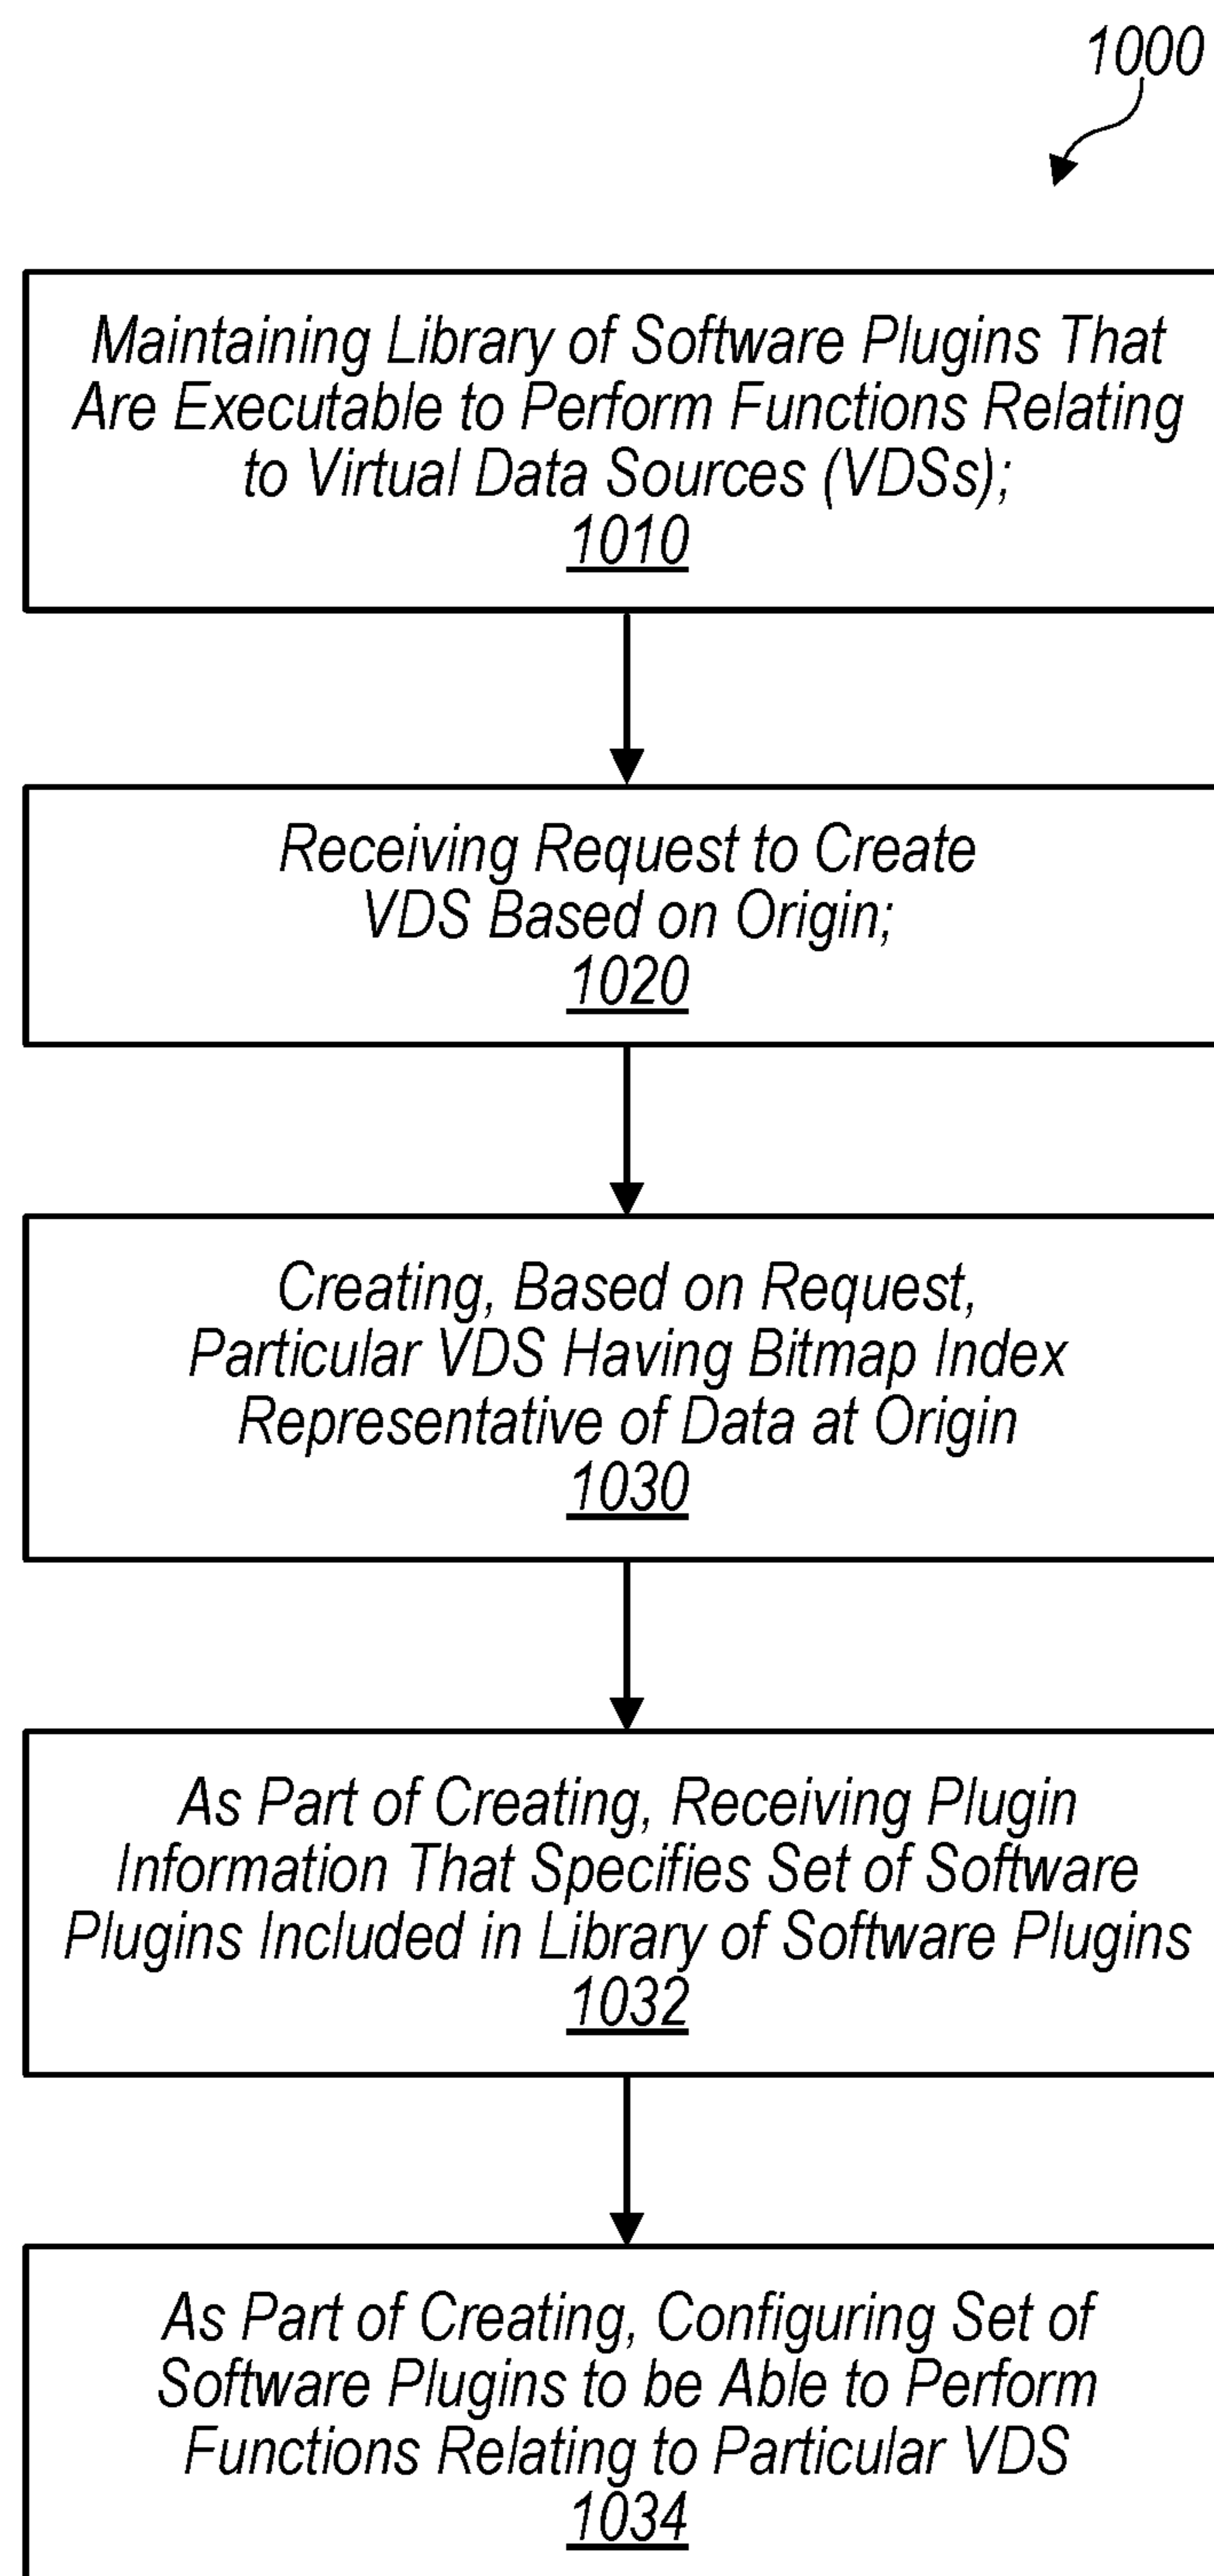 1000
Maintaining Library of Software Plugins That
Are Executable to Perform Functions Relating
to Virtual Data Sources (VDSs);
1010
Receiving Request to Create
VDS Based on Origin;
1020
Creating, Based on Request,
Particular VDS Having Bitmap Index
Representative of Data at Origin
1030
As Part of Creating, Receiving Plugin
Information That Specifies Set of Software
Plugins Included in Library of Software Plugins
1032
As Part of Creating, Configuring Set of
Software Plugins to be Able to Perform
Functions Relating to Particular VDS
1034